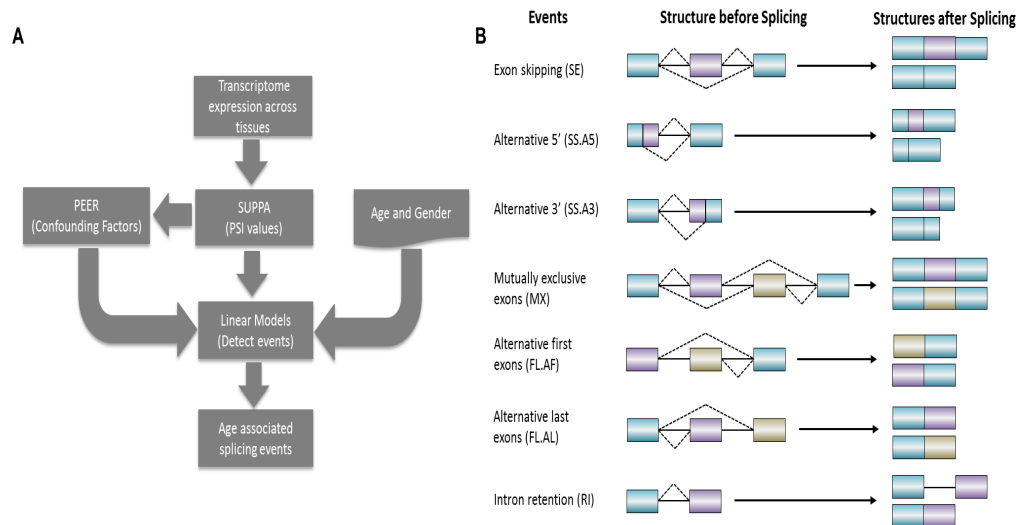 A
Transcriptome
expression across
tissues
PEER
(Confounding Factors)
SUPPA
(PSI values)
Age and Gender
Linear Models
(Detect events)
Age associated
splicing events
B
Events
Structure before Splicing
Structures after Splicing
Exon skipping (SE)
Alternative 5' (SS.A5)
Alternative 3' (SS.A3)
Mutually exclusive
exons (MX)
Alternative first
exons (FL.AF)
Alternative last
exons (FL.AL)
Intron retention (RI)